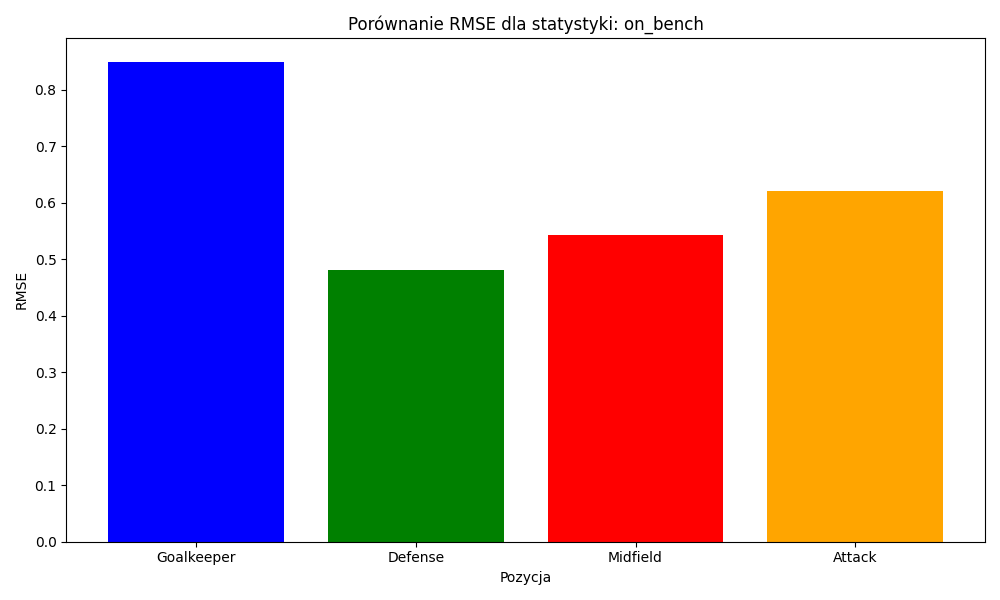 Porównanie RMSE dla statystyki: on_bench
RMSE
0.8
0.7
0.6
0.5
0.4
0.3
0.2
0.1
0.0
Goalkeeper Defense Midfield Attack
Pozycja